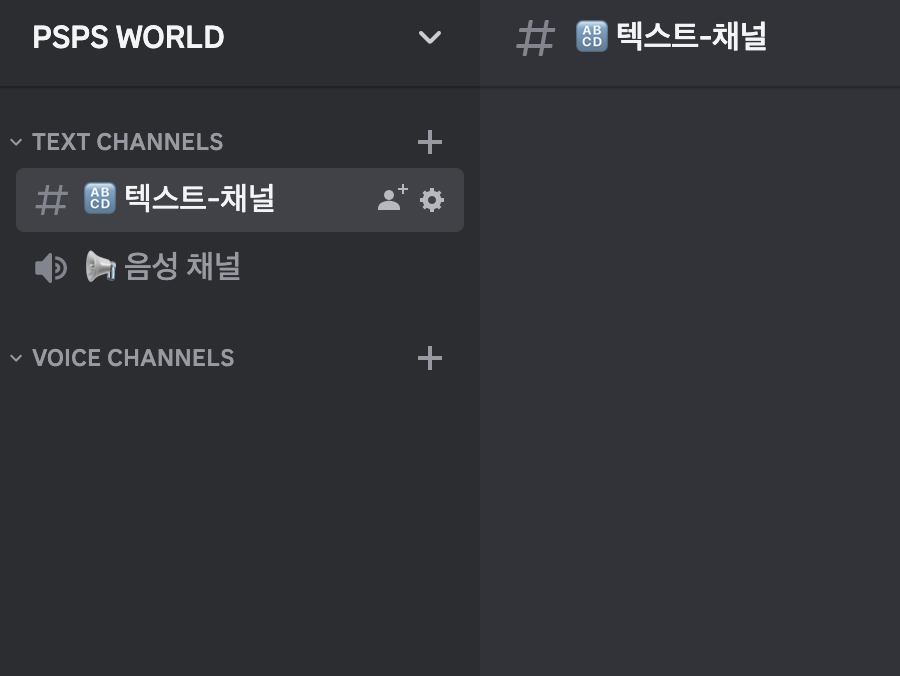 PSPS WORLD
# 🔠 텍스트-채널
TEXT CHANNELS
# 🔠 텍스트-채널
📢 음성 채널
VOICE CHANNELS